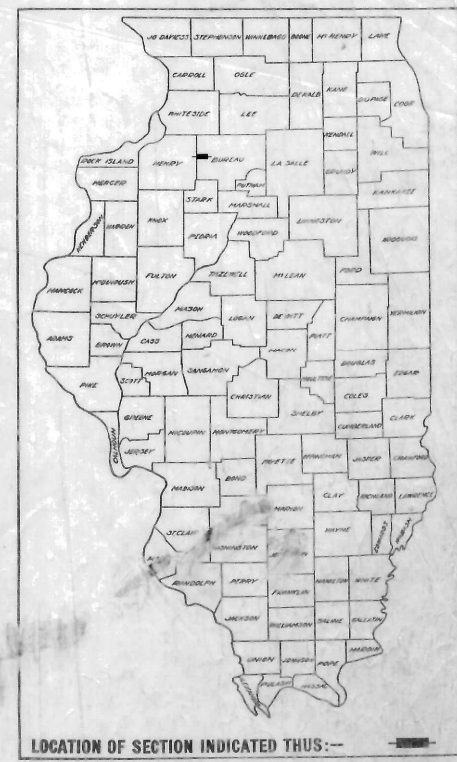 JO DAVIESS STEPHENSON WINNEBAGO BOONE McHENRY LAKE
CARROLL OGLE
DEKALB KANE
DUPAGE COOK
WHITESIDE LEE
KENDALL
WILL
ROCK ISLAND HENRY BUREAU LA SALLE
GRUNDY
MERCER PUTNAM
KANKAKEE
STARK
MARSHALL
HENDERSON WARREN KNOX
LIVINGSTON
PEORIA WOODFORD
IROQUOIS
HANCOCK McDONOUGH FULTON TAZEWELL McLEAN FORD
MASON
LOGAN DEWITT
SCHUYLER
CHAMPAIGN VERMILION
ADAMS BROWN CASS MENARD
PIATT
MACON
MORGAN SANGAMON
DOUGLAS
EDGAR
PIKE SCOTT
MOULTRIE
CHRISTIAN
COLES
SHELBY
GREENE
CLARK
MACOUPIN MONTGOMERY
CUMBERLAND
CALHOUN
JERSEY
FAYETTE EFFINGHAM JASPER CRAWFORD
BOND
MADISON
CLAY RICHLAND LAWRENCE
MARION
ST CLAIR
WAYNE
EDWARDS WABASH
RANDOLPH PERRY
HAMILTON WHITE
FRANKLIN
JACKSON
WILLIAMSON SALINE GALLATIN
UNION JOHNSON POPE HARDIN
PULASKI MASSAC
LOCATION OF SECTION INDICATED THUS:--